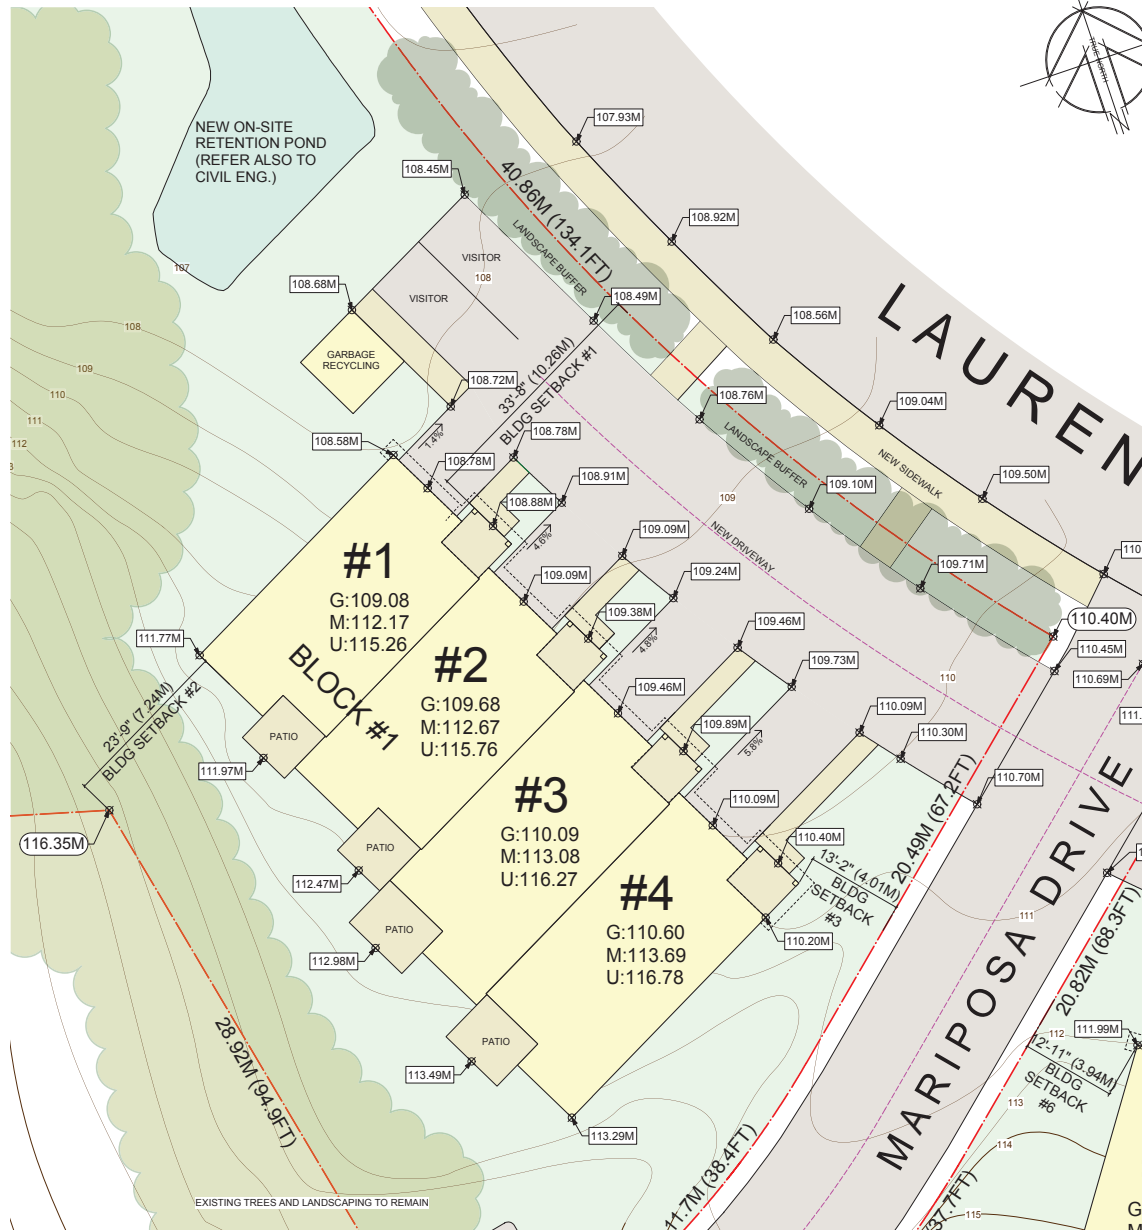 TRUE NORTH
NEW ON-SITE
RETENTION POND
(REFER ALSO TO
CIVIL ENG.)
107.93M
108.45M
40.86M (134.1FT)
LANDSCAPE BUFFER
108.92M
VISITOR
VISITOR
107
108
108
108.68M
108.49M
108.56M
LAUREN
GARBAGE
RECYCLING
109
110
111
112
33'-8" (10.26M)
BLDG SETBACK #1
108.72M
108.76M
109.04M
1.4%
108.58M
108.78M
108.78M
LANDSCAPE BUFFER
NEW SIDEWALK
108.91M
109.10M
109.50M
108.88M
109
NEW DRIVEWAY
4.6%
109.09M
110
#1
G:109.08
M:112.17
U:115.26
109.09M
109.24M
109.71M
109.38M
110.40M
4.8%
109.46M
110.45M
110.69M
111.77M
#2
G:109.68
M:112.67
U:115.76
BLOCK #1
109.73M
110
23'-9" (7.24M)
BLDG SETBACK #2
109.46M
110.09M
111.
PATIO
109.89M
110.30M
5.8%
111.97M
#3
G:110.09
M:113.08
U:116.27
110.70M
116.35M
110.09M
110.40M
PATIO
112.47M
13'-2" (4.01M)
BLDG
SETBACK
#3
20.49M (67.2FT)
MARIPOSA DRIVE
#4
G:110.60
M:113.69
U:116.78
111
110.20M
PATIO
112.98M
20.82M (68.3FT)
28.92M (94.9FT)
PATIO
113.49M
112
111.99M
12'-11" (3.94M)
BLDG
SETBACK
#6
113
113.29M
114
11.7M (38.4FT)
37.7FT)
EXISTING TREES AND LANDSCAPING TO REMAIN
115
G